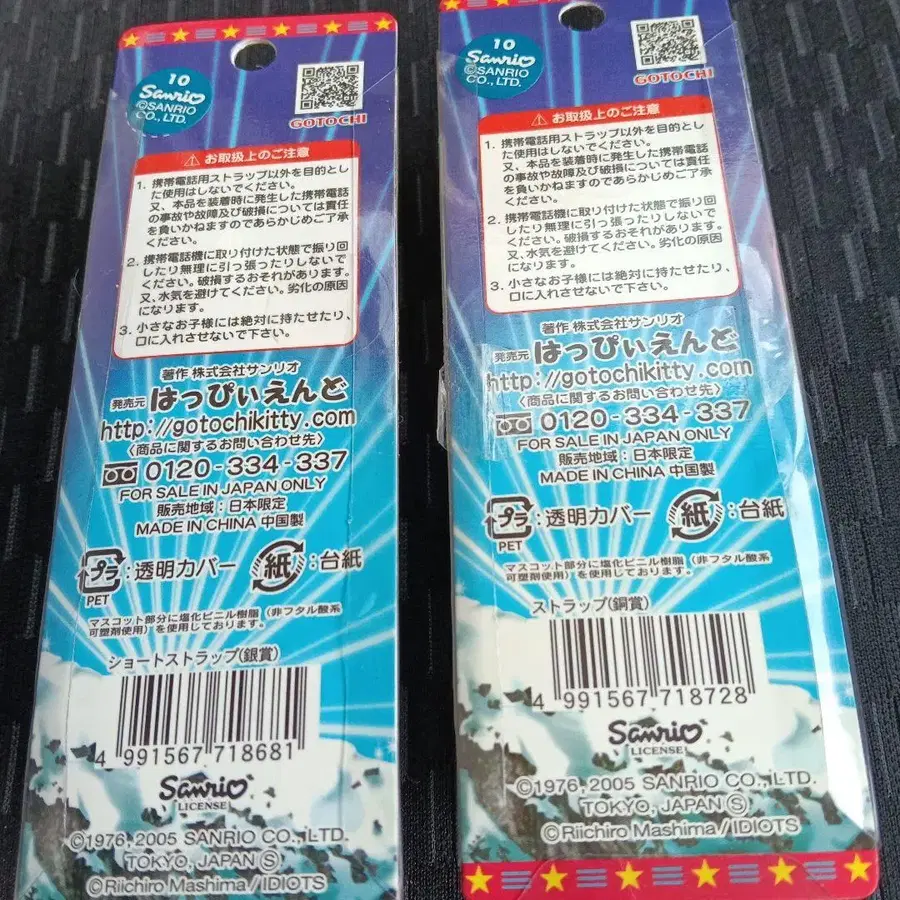 10
Sanrio
©SANRIO
CO., LTD.
GOTOCHI
⚠ お取扱上のご注意
1. 携帯電話用ストラップ以外を目的とし
た使用はしないでください。
又、本品を装着時に発生した携帯電話
の事故や故障及び破損については責任
を負いかねますのであらかじめご了承
ください。
2. 携帯電話機に取り付けた状態で振り回
したり無理に引っ張ったりしないでく
ださい。破損するおそれがあります。
又、水気を避けてください。劣化の原因
になります。
3. 小さなお子様には絶対に持たせたり、
口に入れさせないで下さい。
著作 株式会社サンリオ
発売元 はっぴぃえんど
http://gotochikitty.com
〈商品に関するお問い合わせ先〉
0120-334-337
FOR SALE IN JAPAN ONLY
販売地域:日本限定
MADE IN CHINA 中国製
プラ:透明カバー 紙:台紙
PET
マスコット部分に塩化ビニル樹脂(非フタル酸系
可塑剤使用)を使用しております。
ショートストラップ(銀賞)
4 991567 718681
Sanrio
LICENSE
©1976, 2005 SANRIO CO., LTD.
TOKYO, JAPAN Ⓢ
©Riichiro Mashima / IDIOTS
10
Sanrio
©SANRIO
CO., LTD.
GOTOCHI
⚠ お取扱上のご注意
1. 携帯電話用ストラップ以外を目的とし
た使用はしないでください。
又、本品を装着時に発生した携帯電話
の事故や故障及び破損については責任
を負いかねますのであらかじめご了承
ください。
2. 携帯電話機に取り付けた状態で振り回
したり無理に引っ張ったりしないでく
ださい。破損するおそれがあります。
又、水気を避けてください。劣化の原因
になります。
3. 小さなお子様には絶対に持たせたり、
口に入れさせないで下さい。
著作 株式会社サンリオ
発売元 はっぴぃえんど
http://gotochikitty.com
〈商品に関するお問い合わせ先〉
0120-334-337
FOR SALE IN JAPAN ONLY
販売地域:日本限定
MADE IN CHINA 中国製
プラ:透明カバー 紙:台紙
PET
マスコット部分に塩化ビニル樹脂(非フタル酸系
可塑剤使用)を使用しております。
ストラップ(銅賞)
4 991567 718728
Sanrio
LICENSE
©1976, 2005 SANRIO CO., LTD.
TOKYO, JAPAN Ⓢ
©Riichiro Mashima / IDIOTS